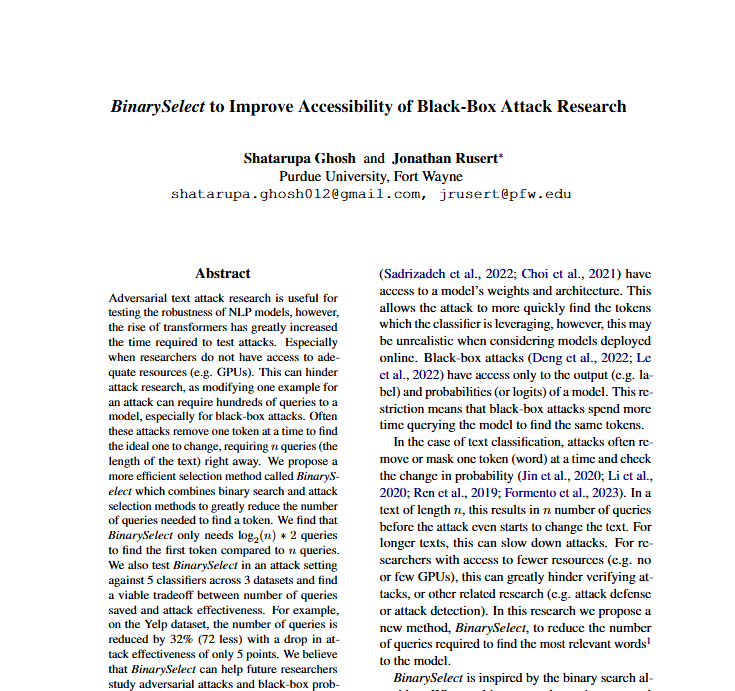 BinarySelect to Improve Accessibility of Black-Box Attack Research
Shatarupa Ghosh and Jonathan Rusert*
Purdue University, Fort Wayne
shatarupa.ghosh012@gmail.com, jrusert@pfw.edu
Abstract
Adversarial text attack research is useful for
testing the robustness of NLP models, however,
the rise of transformers has greatly increased
the time required to test attacks. Especially
when researchers do not have access to ade-
quate resources (e.g. GPUs). This can hinder
attack research, as modifying one example for
an attack can require hundreds of queries to a
model, especially for black-box attacks. Often
these attacks remove one token at a time to find
the ideal one to change, requiring n queries (the
length of the text) right away. We propose a
more efficient selection method called BinaryS-
elect which combines binary search and attack
selection methods to greatly reduce the number
of queries needed to find a token. We find that
BinarySelect only needs log₂(n) ∗ 2 queries
to find the first token compared to n queries.
We also test BinarySelect in an attack setting
against 5 classifiers across 3 datasets and find
a viable tradeoff between number of queries
saved and attack effectiveness. For example,
on the Yelp dataset, the number of queries is
reduced by 32% (72 less) with a drop in at-
tack effectiveness of only 5 points. We believe
that BinarySelect can help future researchers
study adversarial attacks and black-box prob-
(Sadrizadeh et al., 2022; Choi et al., 2021) have
access to a model's weights and architecture. This
allows the attack to more quickly find the tokens
which the classifier is leveraging, however, this may
be unrealistic when considering models deployed
online. Black-box attacks (Deng et al., 2022; Le
et al., 2022) have access only to the output (e.g. la-
bel) and probabilities (or logits) of a model. This re-
striction means that black-box attacks spend more
time querying the model to find the same tokens.
In the case of text classification, attacks often re-
move or mask one token (word) at a time and check
the change in probability (Jin et al., 2020; Li et al.,
2020; Ren et al., 2019; Formento et al., 2023). In a
text of length n, this results in n number of queries
before the attack even starts to change the text. For
longer texts, this can slow down attacks. For re-
searchers with access to fewer resources (e.g. no
or few GPUs), this can greatly hinder verifying at-
tacks, or other related research (e.g. attack defense
or attack detection). In this research we propose a
new method, BinarySelect, to reduce the number
of queries required to find the most relevant words¹
to the model.
BinarySelect is inspired by the binary search al-